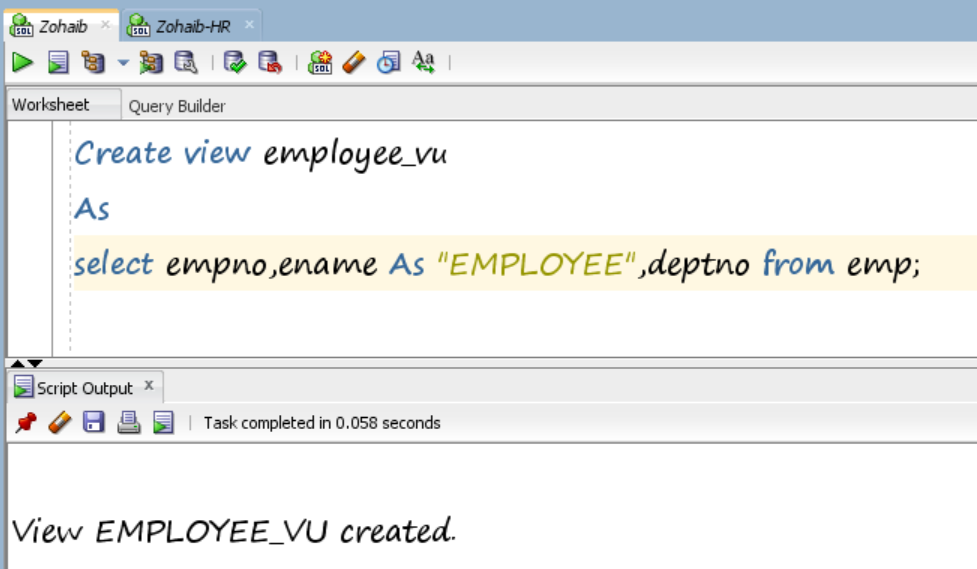 Zohaib
Zohaib-HR
Worksheet Query Builder
Create view employee_vu
As
select empno,ename As "EMPLOYEE",deptno from emp;
Script Output x
Task completed in 0.058 seconds
View EMPLOYEE_VU created.